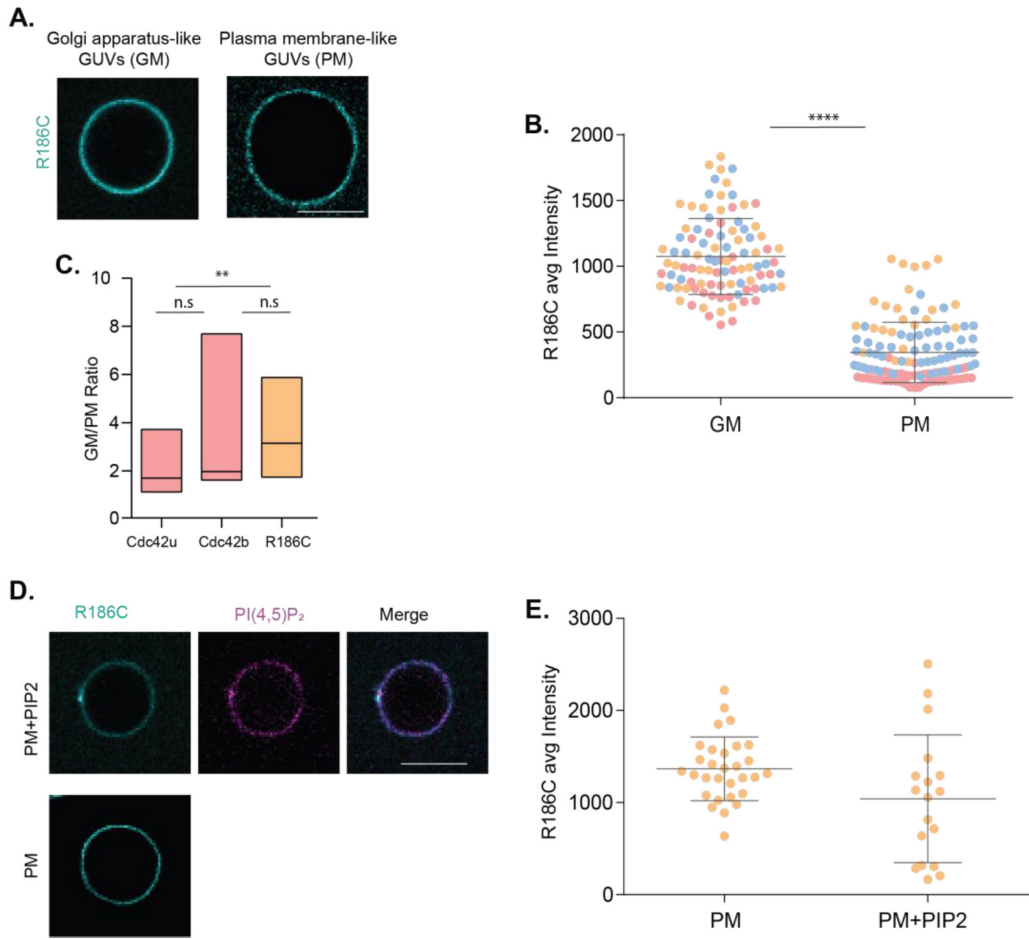 A.
Golgi apparatus-like
GUVs (GM)
Plasma membrane-like
GUVs (PM)
R186C
B.
R186C avg Intensity
2000
1500
1000
500
0
****
GM
PM
C.
GM/PM Ratio
10
8
6
4
2
0
**
n.s
n.s
Cdc42u
Cdc42b
R186C
D.
R186C
PI(4,5)P₂
Merge
PM+PIP2
PM
E.
R186C avg Intensity
3000
2000
1000
0
PM
PM+PIP2